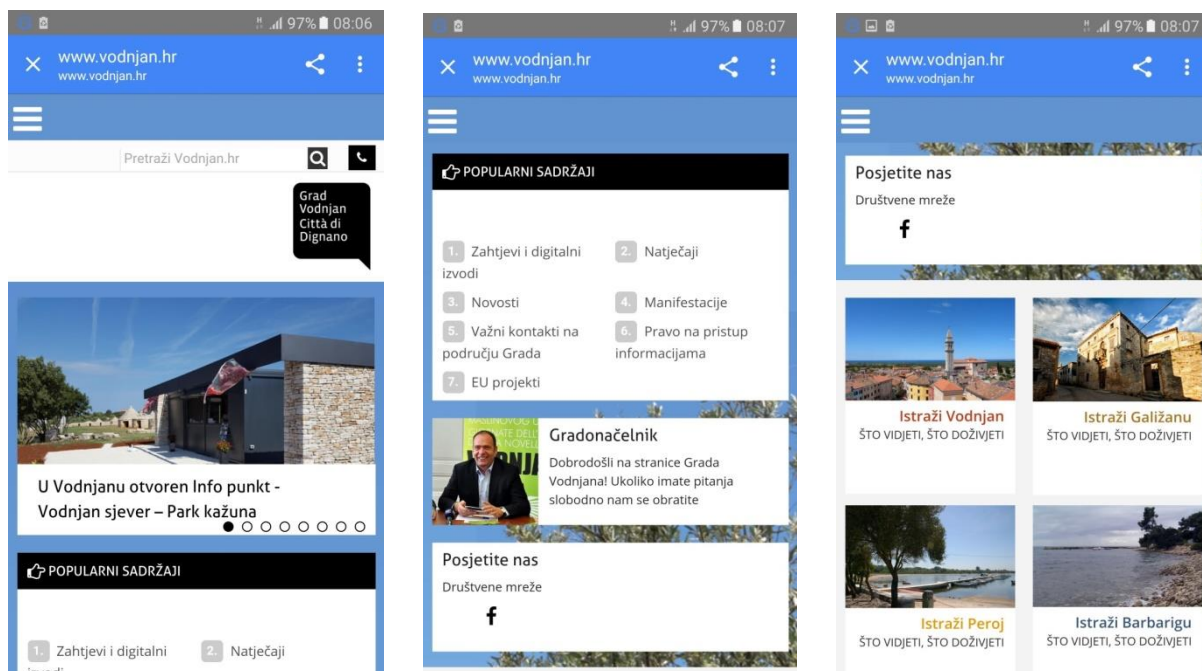 97% 08:06
www.vodnjan.hr
www.vodnjan.hr
Pretraži Vodnjan.hr
Grad
Vodnjan
Città di
Dignano
U Vodnjanu otvoren Info punkt -
Vodnjan sjever – Park kažuna
POPULARNI SADRŽAJI
1. Zahtjevi i digitalni
2. Natječaji
97% 08:07
www.vodnjan.hr
www.vodnjan.hr
POPULARNI SADRŽAJI
1. Zahtjevi i digitalni
izvodi
2. Natječaji
3. Novosti
4. Manifestacije
5. Važni kontakti na
području Grada
6. Pravo na pristup
informacijama
7. EU projekti
Gradonačelnik
Dobrodošli na stranice Grada
Vodnjana! Ukoliko imate pitanja
slobodno nam se obratite
Posjetite nas
Društvene mreže
f
97% 08:07
www.vodnjan.hr
www.vodnjan.hr
Posjetite nas
Društvene mreže
f
Istraži Vodnjan
ŠTO VIDJETI, ŠTO DOŽIVJETI
Istraži Galižanu
ŠTO VIDJETI, ŠTO DOŽIVJETI
Istraži Peroj
ŠTO VIDJETI, ŠTO DOŽIVJETI
Istraži Barbarigu
ŠTO VIDJETI, ŠTO DOŽIVJETI